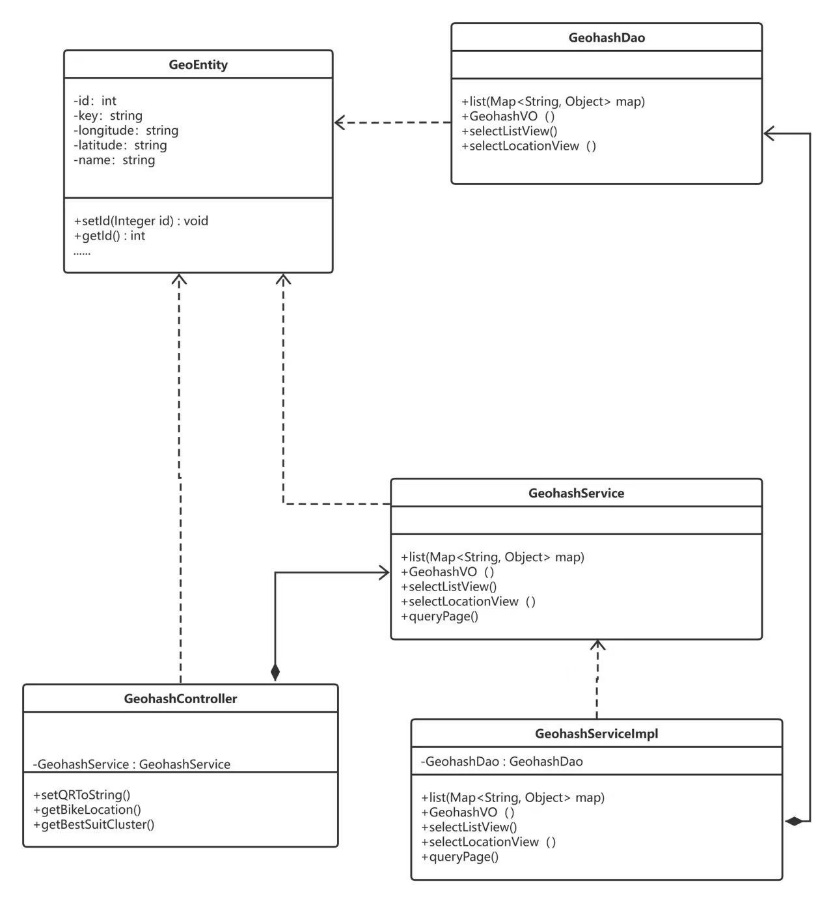 GeohashDao
+list(Map<String, Object> map)
+GeohashVO（）
+selectListView()
+selectLocationView（）
GeoEntity
-id：int
-key：string
-longitude：string
-latitude：string
-name：string
+setId(Integer id) : void
+getId() : int
......
GeohashService
+list(Map<String, Object> map)
+GeohashVO（）
+selectListView()
+selectLocationView（）
+queryPage()
GeohashController
-GeohashService : GeohashService
+setQRToString()
+getBikeLocation()
+getBestSuitCluster()
GeohashServiceImpl
-GeohashDao : GeohashDao
+list(Map<String, Object> map)
+GeohashVO（）
+selectListView()
+selectLocationView（）
+queryPage()